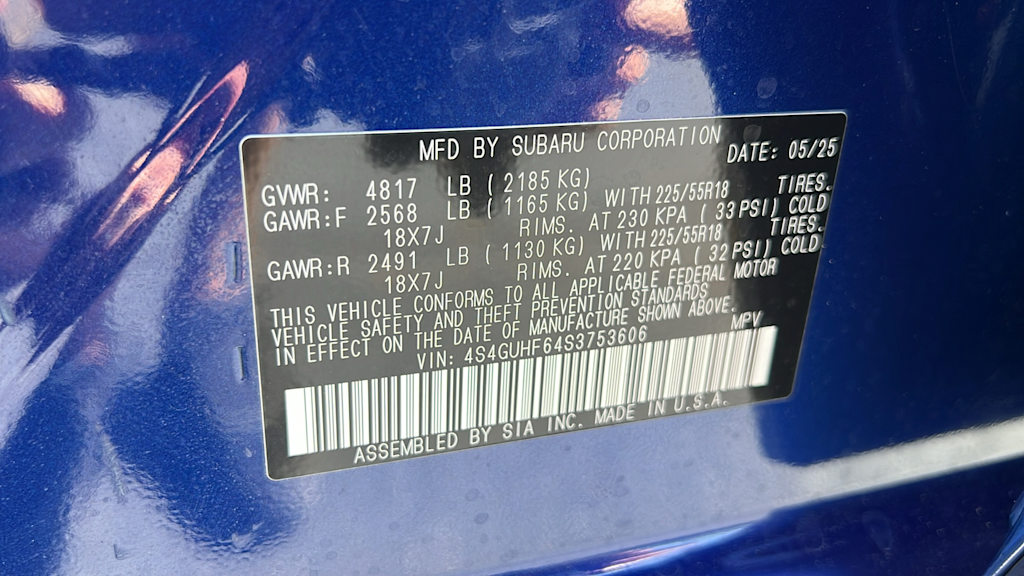 MFD BY SUBARU CORPORATION DATE: 05/25
GVWR: 4817 LB ( 2185 KG)
GAWR:F 2568 LB ( 1165 KG) WITH 225/55R18 TIRES.
18X7J RIMS. AT 230 KPA ( 33 PSI) COLD
GAWR:R 2491 LB ( 1130 KG) WITH 225/55R18 TIRES.
18X7J RIMS. AT 220 KPA ( 32 PSI) COLD.
THIS VEHICLE CONFORMS TO ALL APPLICABLE FEDERAL MOTOR
VEHICLE SAFETY AND THEFT PREVENTION STANDARDS
IN EFFECT ON THE DATE OF MANUFACTURE SHOWN ABOVE.
VIN: 4S4GUHF64S3753606 MPV
ASSEMBLED BY SIA INC. MADE IN U.S.A.